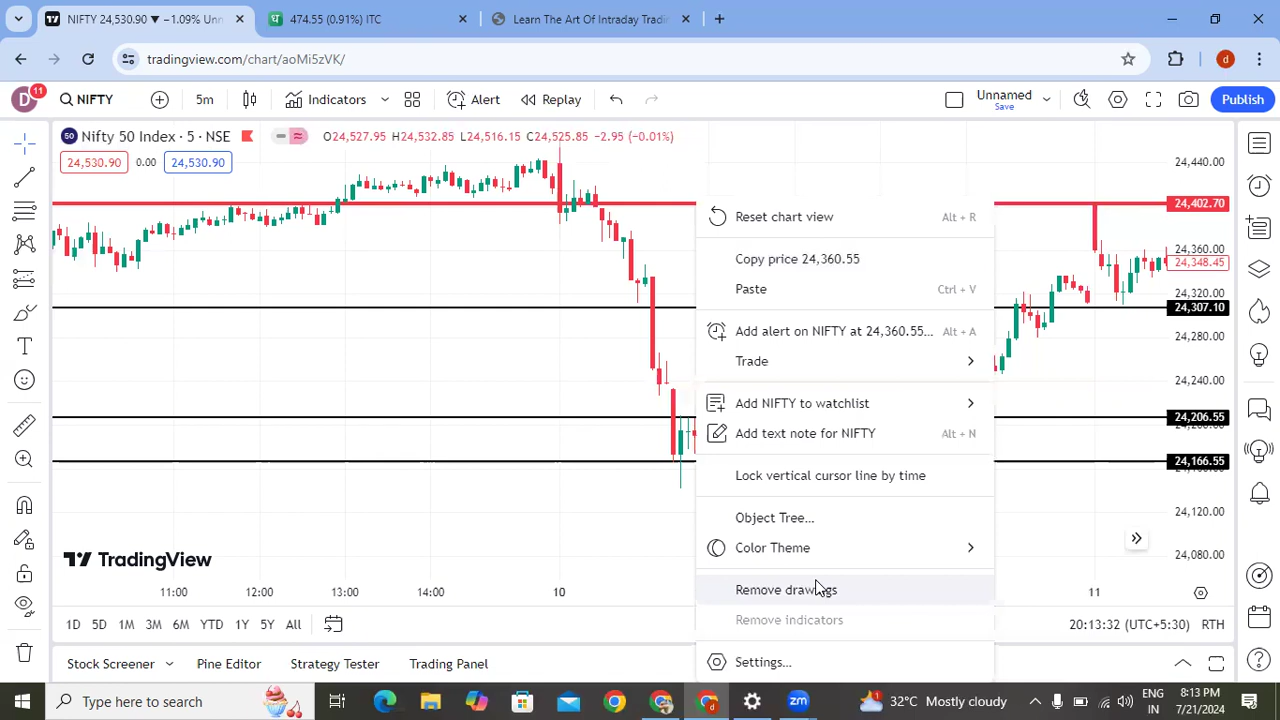 NIFTY 24,530.90 ▼ −1.09% Unn
474.55 (0.91%) ITC
Learn The Art Of Intraday Tradin
tradingview.com/chart/aoMi5zVK/
D 11 NIFTY 5m Indicators Alert Replay Unnamed Save Publish
50 Nifty 50 Index · 5 · NSE O24,527.95 H24,532.85 L24,516.15 C24,525.85 −2.95 (−0.01%)
24,530.90 0.00 24,530.90
24,440.00
24,402.70
24,360.00
24,348.45
24,320.00
24,307.10
24,280.00
24,240.00
24,206.55
24,166.55
24,120.00
24,080.00
Reset chart view Alt + R
Copy price 24,360.55
Paste Ctrl + V
Add alert on NIFTY at 24,360.55... Alt + A
Trade
Add NIFTY to watchlist
Add text note for NIFTY Alt + N
Lock vertical cursor line by time
Object Tree...
Color Theme
Remove drawings
Remove indicators
Settings...
TradingView
11:00 12:00 13:00 14:00 10 11
1D 5D 1M 3M 6M YTD 1Y 5Y All 20:13:32 (UTC+5:30) RTH
Stock Screener Pine Editor Strategy Tester Trading Panel
Type here to search 32°C Mostly cloudy ENG IN 8:13 PM 7/21/2024